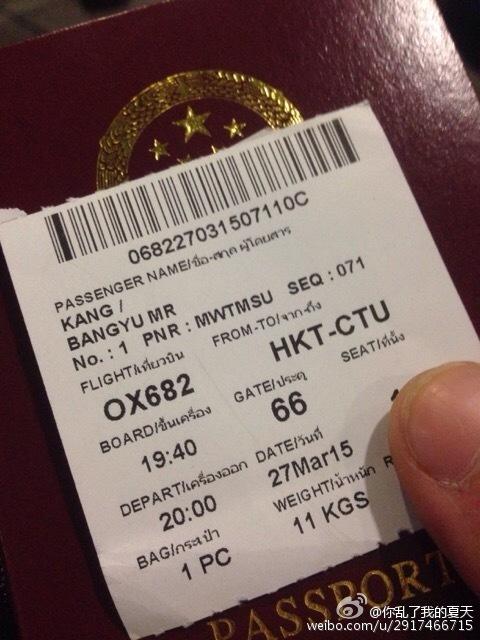 068227031507110C
PASSENGER NAME/ชื่อ-สกุล ผู้โดยสาร
KANG /
BANGYU MR
No. : 1 PNR : MWTMSU SEQ : 071
FLIGHT/เที่ยวบิน FROM-TO/จาก-ถึง
OX682 HKT-CTU
BOARD/ขึ้นเครื่อง GATE/ประตู SEAT/ที่นั่ง
19:40 66
DEPART/เครื่องออก DATE/วันที่
20:00 27Mar15
BAG/กระเป๋า WEIGHT/น้ำหนัก
1 PC 11 KGS
PASSPORT
@你乱了我的夏天
weibo.com/u/2917466715